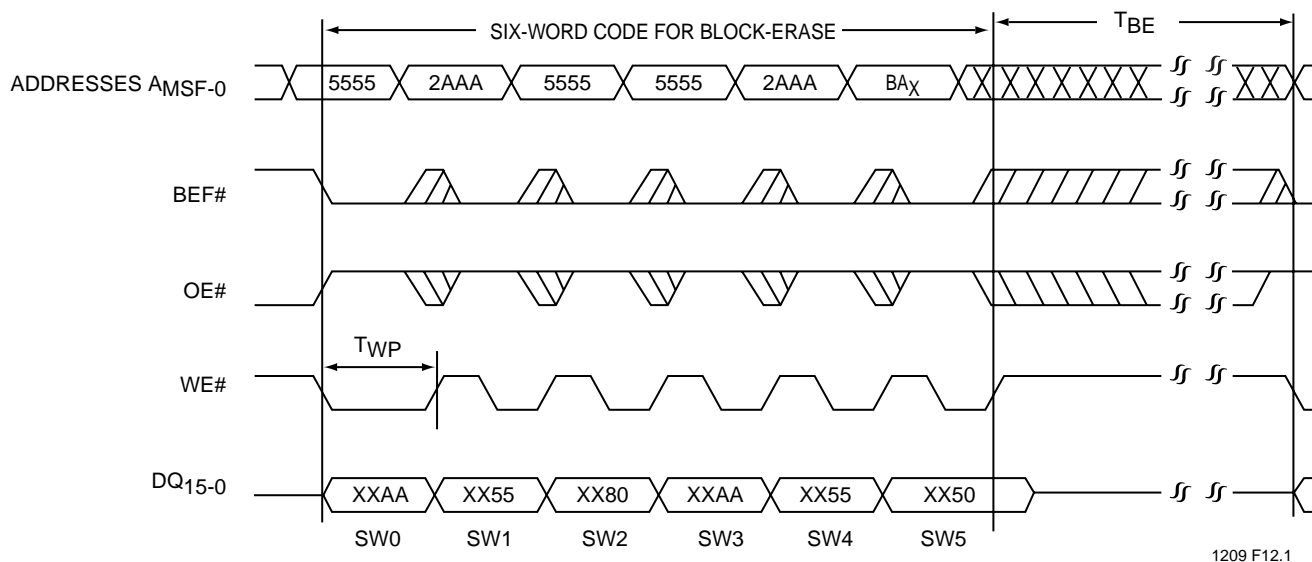 SIX-WORD CODE FOR BLOCK-ERASE
TBE
ADDRESSES AMSF-0
5555 2AAA 5555 5555 2AAA BAX
BEF#
OE#
TWP
WE#
DQ15-0
XXAA XX55 XX80 XXAA XX55 XX50
SW0 SW1 SW2 SW3 SW4 SW5
1209 F12.1